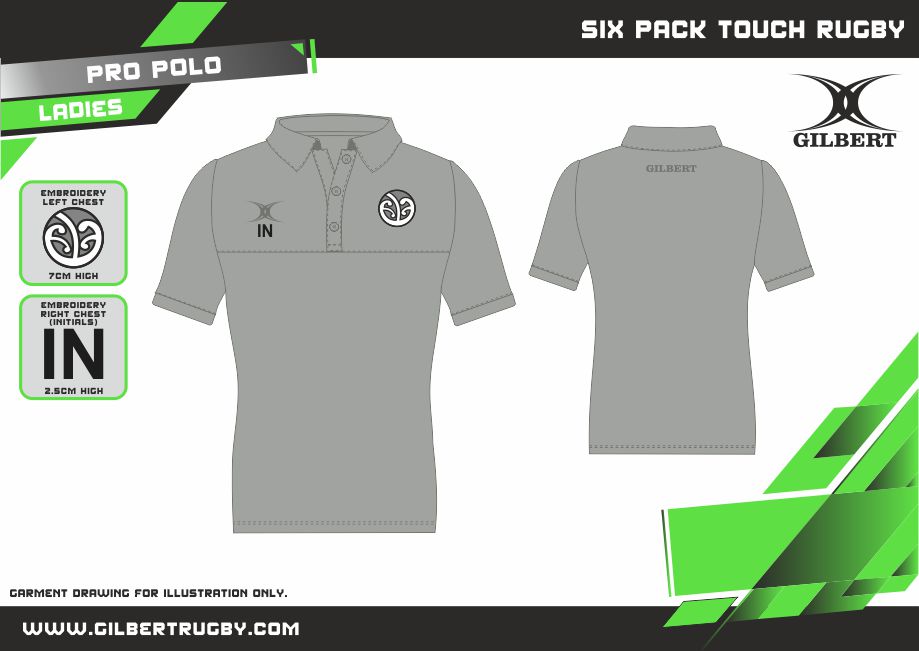 SIX PACK TOUCH RUGBY
PRO POLO
LADIES
GILBERT
EMBROIDERY
LEFT CHEST
7CM HIGH
EMBROIDERY
RIGHT CHEST
(INITIALS)
IN
2.5CM HIGH
IN
GILBERT
GARMENT DRAWING FOR ILLUSTRATION ONLY.
WWW.GILBERTRUGBY.COM